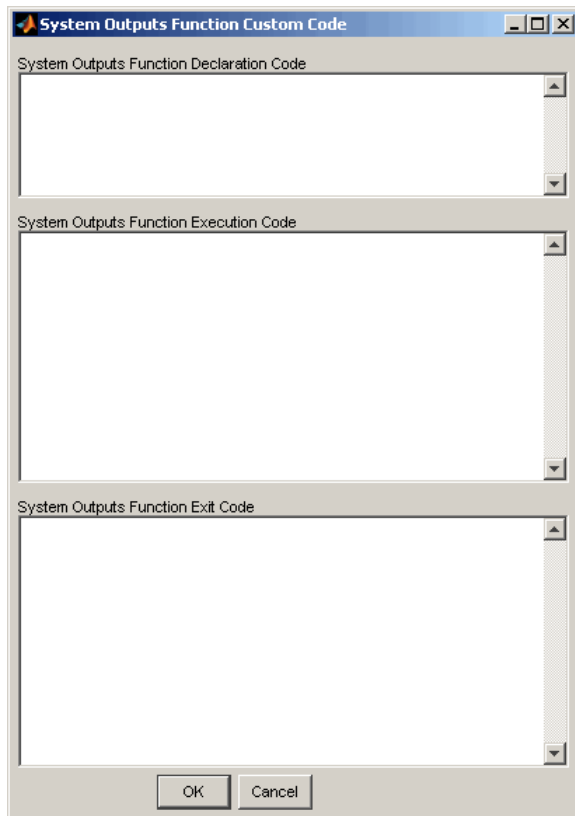 System Outputs Function Custom Code
System Outputs Function Declaration Code
System Outputs Function Execution Code
System Outputs Function Exit Code
OK Cancel